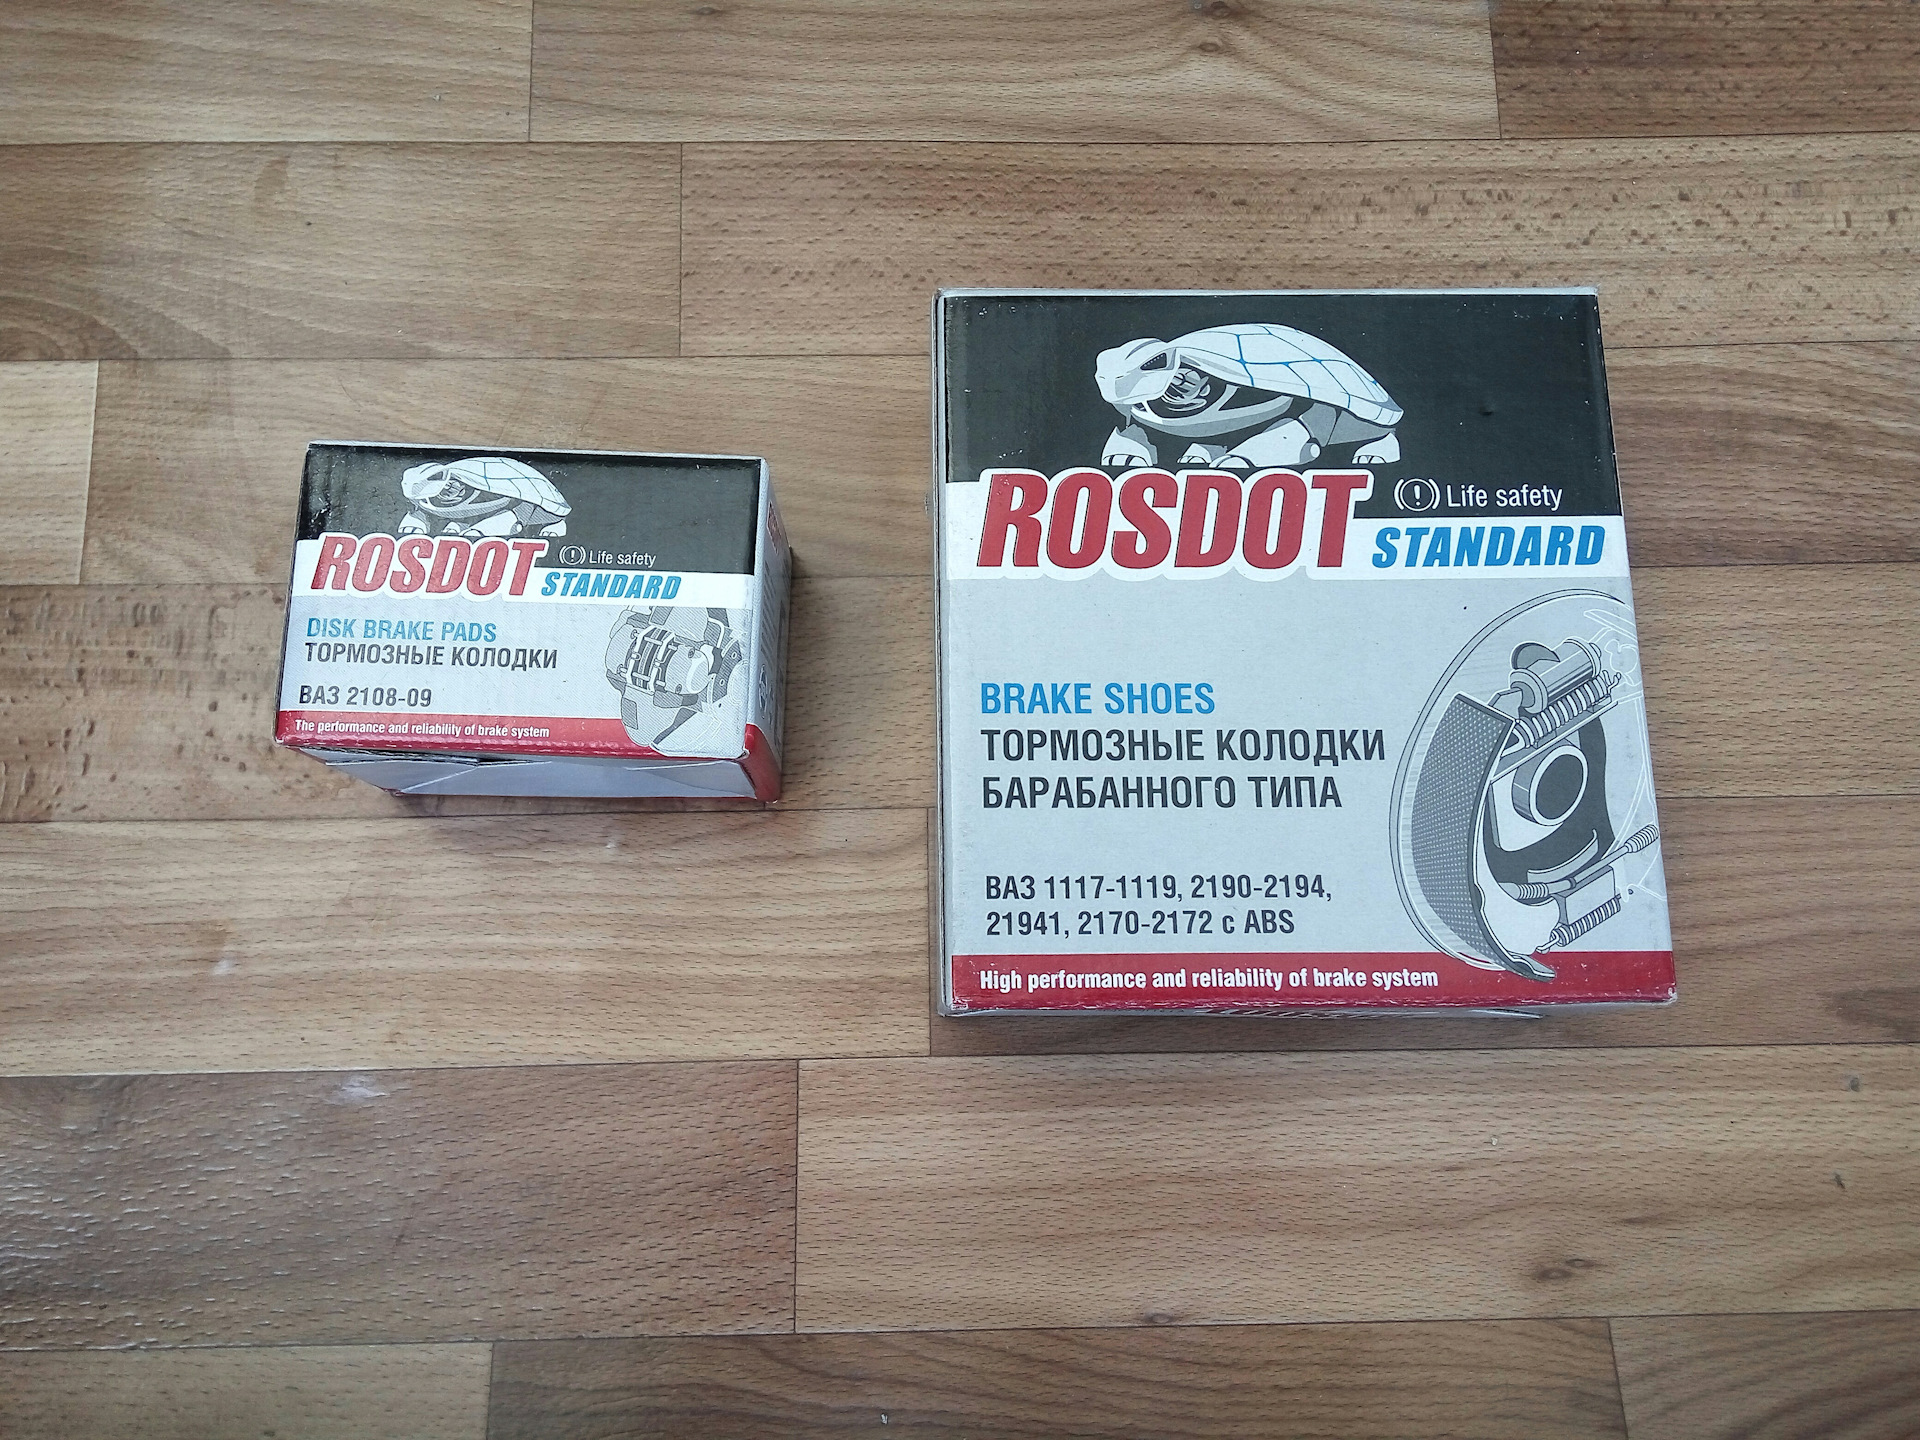 ROSDOT
Life safety
STANDARD
DISK BRAKE PADS
ТОРМОЗНЫЕ КОЛОДКИ
ВАЗ 2108-09
The performance and reliability of brake system
ROSDOT
Life safety
STANDARD
BRAKE SHOES
ТОРМОЗНЫЕ КОЛОДКИ
БАРАБАННОГО ТИПА
ВАЗ 1117-1119, 2190-2194,
21941, 2170-2172 с ABS
High performance and reliability of brake system